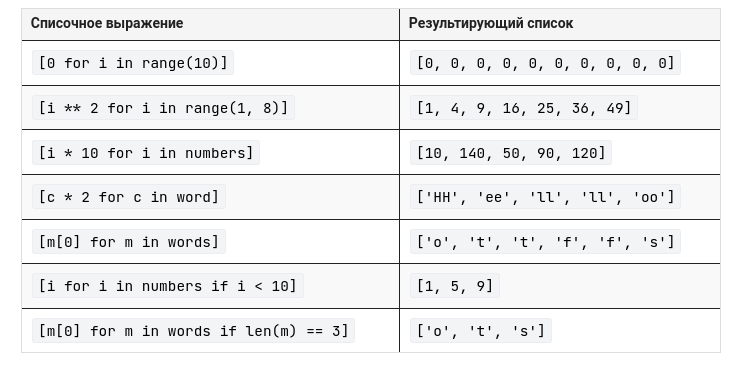 Списочное выражение Результирующий список
[0 for i in range(10)] [0, 0, 0, 0, 0, 0, 0, 0, 0, 0]
[i ** 2 for i in range(1, 8)] [1, 4, 9, 16, 25, 36, 49]
[i * 10 for i in numbers] [10, 140, 50, 90, 120]
[c * 2 for c in word] ['HH', 'ee', 'll', 'll', 'oo']
[m[0] for m in words] ['o', 't', 't', 'f', 'f', 's']
[i for i in numbers if i < 10] [1, 5, 9]
[m[0] for m in words if len(m) == 3] ['o', 't', 's']